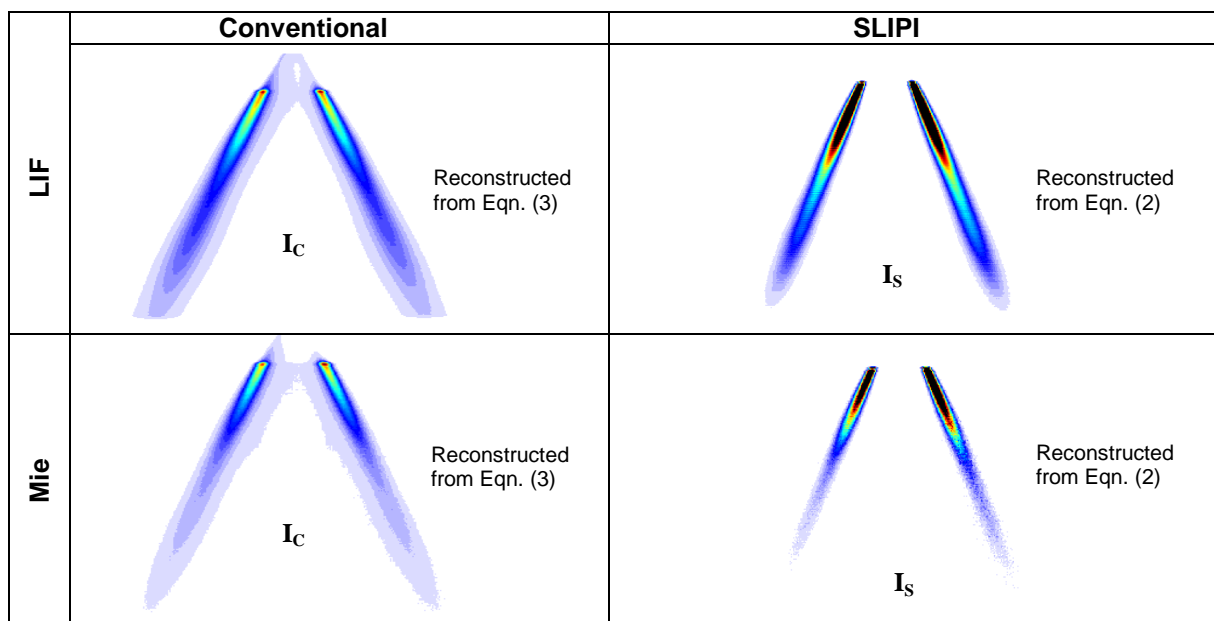 Conventional
SLIPI
LIF
Reconstructed
from Eqn. (3)
I_C
Reconstructed
from Eqn. (2)
I_S
Mie
Reconstructed
from Eqn. (3)
I_C
Reconstructed
from Eqn. (2)
I_S